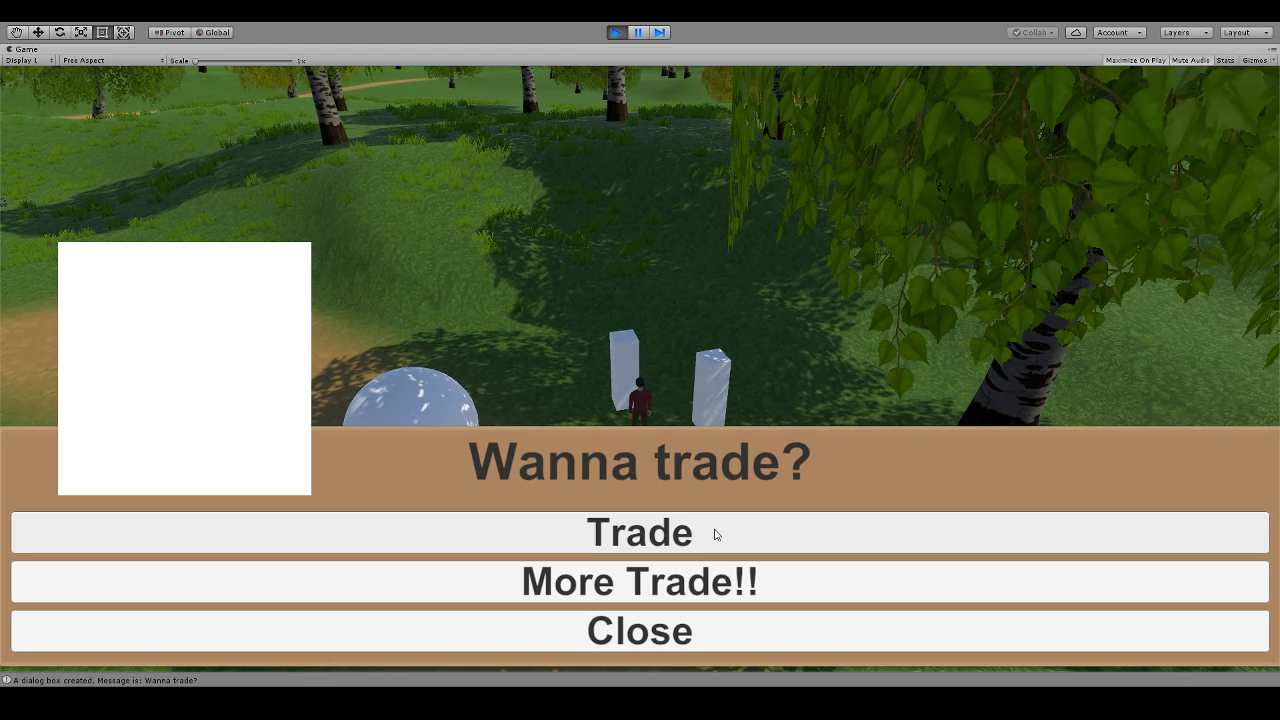 Pivot Global Collab Account Layers Layout
Game
Display 1 Free Aspect Scale 1x Maximize On Play Mute Audio Stats Gizmos
Wanna trade?
Trade
More Trade!!
Close
A dialog box created. Message is: Wanna trade?